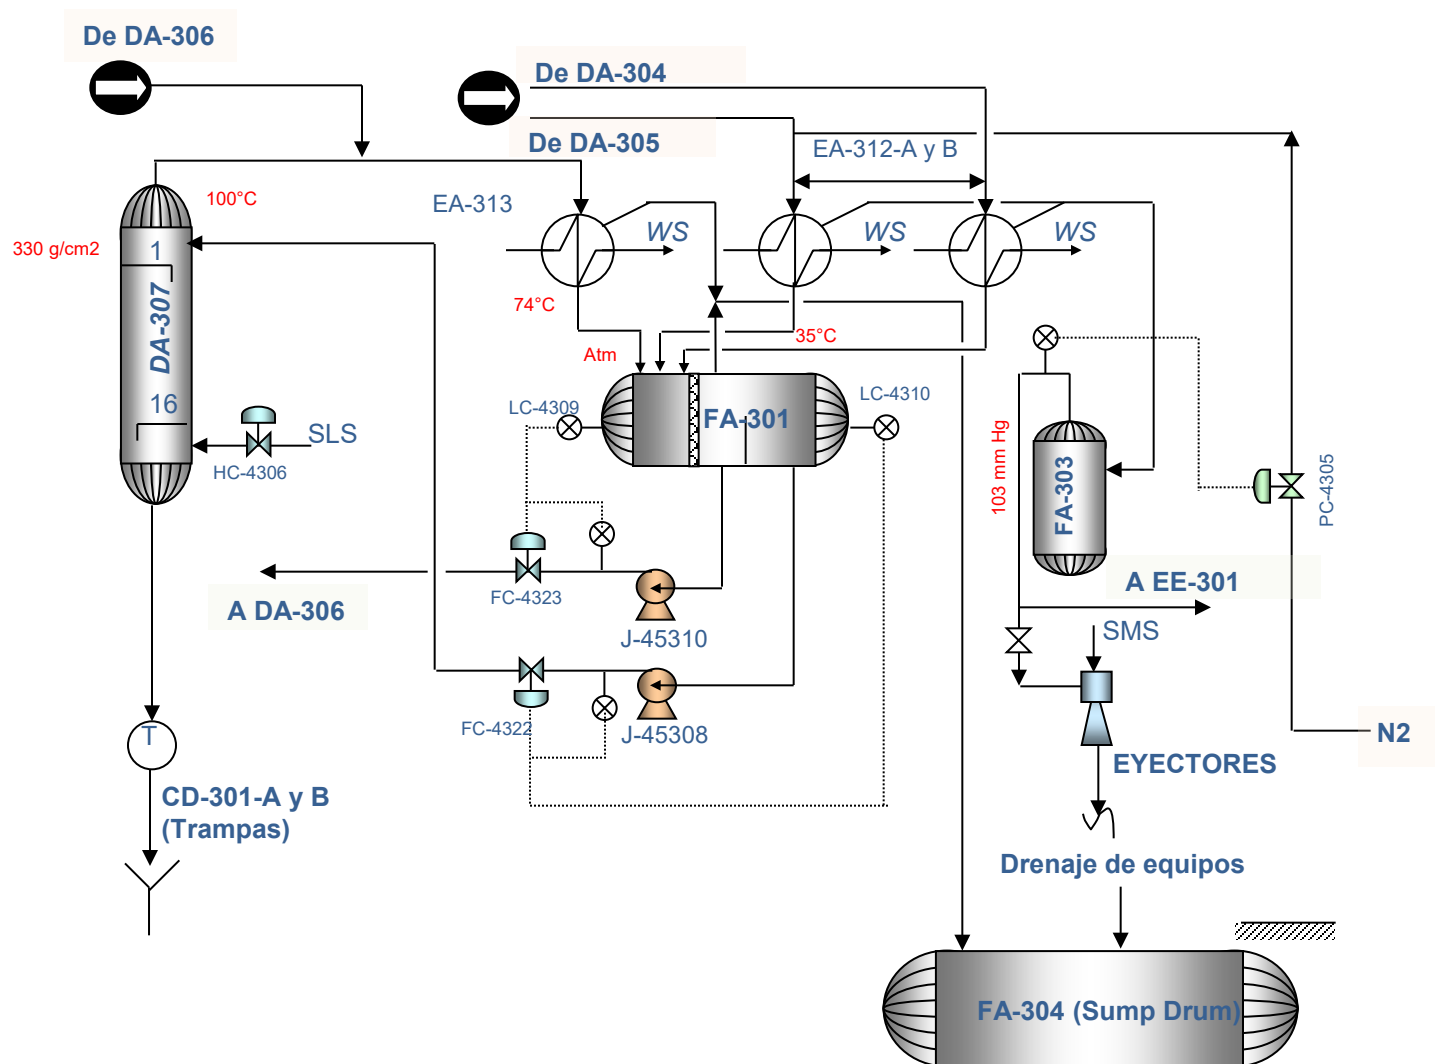 De DA-306
De DA-304
De DA-305
EA-312-A y B
100°C
EA-313
330 g/cm2
WS
WS
WS
1
DA-307
16
74°C
35°C
Atm
LC-4309
FA-301
LC-4310
SLS
HC-4306
103 mm Hg
FA-303
PC-4305
A DA-306
FC-4323
J-45310
A EE-301
SMS
FC-4322
J-45308
N2
T
EYECTORES
CD-301-A y B
(Trampas)
Drenaje de equipos
FA-304 (Sump Drum)